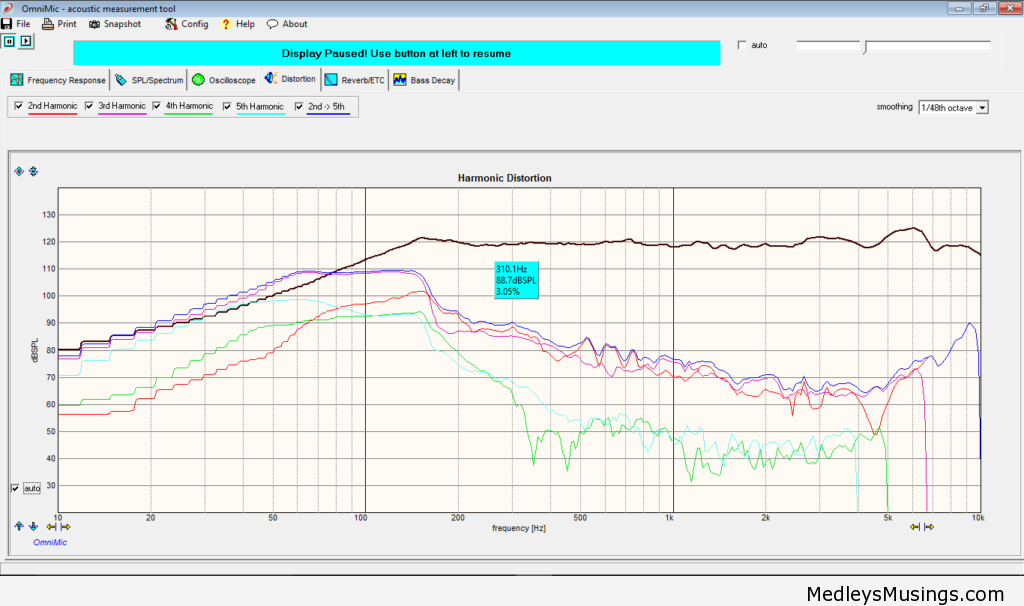 OmniMic - acoustic measurement tool
File Print Snapshot Config Help About
Display Paused! Use button at left to resume
auto
Frequency Response SPL/Spectrum Oscilloscope Distortion Reverb/ETC Bass Decay
2nd Harmonic 3rd Harmonic 4th Harmonic 5th Harmonic 2nd -> 5th
smoothing 1/48th octave
Harmonic Distortion
130
120
110
100
90
80
70
60
50
40
30
dBSPL
310.1Hz
88.7dBSPL
3.05%
auto
10 20 50 100 200 500 1k 2k 5k 10k
frequency [Hz]
OmniMic
MedleysMusings.com